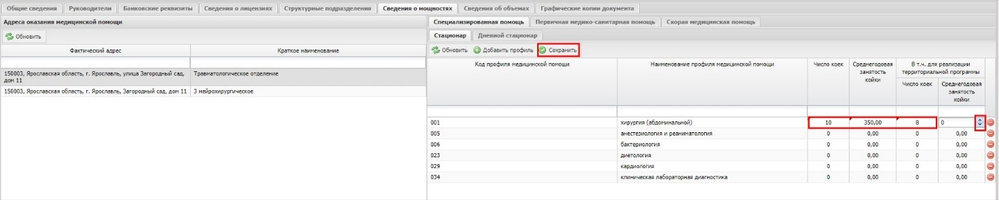 Общие сведения Руководители Банковские реквизиты Сведения о лицензиях Структурные подразделения Сведения о мощностях Сведения об объемах Графические копии документа
Адреса оказания медицинской помощи
Обновить
Фактический адрес Краткое наименование
150003, Ярославская область, г. Ярославль, улица Загородный сад, Травматологическое отделение
дом 11
150003, Ярославская область, г. Ярославль, Загородный сад, дом 11 3 нейрохирургическое
Специализированная помощь Первичная медико-санитарная помощь Скорая медицинская помощь
Стационар Дневной стационар
Обновить Добавить профиль Сохранить
Код профиля медицинской помощи Наименование профиля медицинской помощи Число коек Среднегодовая В т.ч. для реализации
занятость территориальной программы
койки Число коек Среднегодовая
занятость
койки
001 хирургия (абдоминальной) 10 350,00 8 0
005 анестезиология и реаниматология 0 0,00 0 0,00
006 бактериология 0 0,00 0 0,00
023 диетология 0 0,00 0 0,00
029 кардиология 0 0,00 0 0,00
034 клиническая лабораторная диагностика 0 0,00 0 0,00